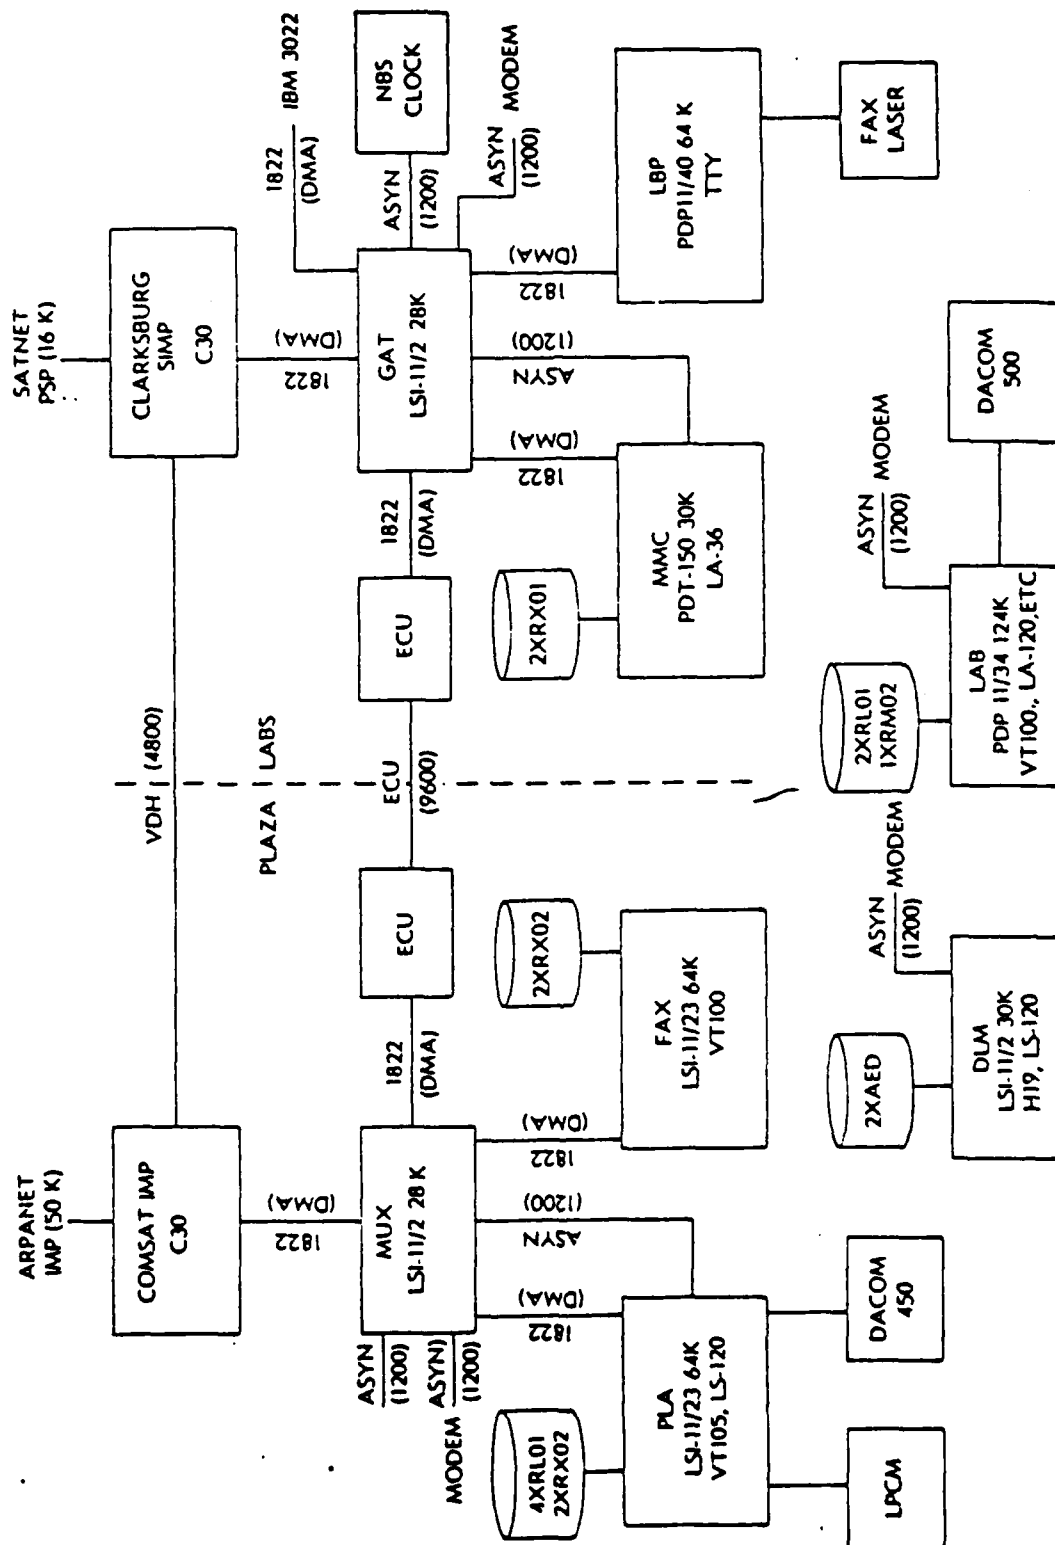 ARPANET
IMP (50 K)
SATNET
PSP (16 K)
COMSAT IMP
C30
VDH
(4800)
CLARKSBURG
SIMP
C30
PLAZA
LABS
1822
(DMA)
1822
(DMA)
1822
(DMA)
IBM 3022
ASYN
(1200)
ASYN)
(1200)
MODEM
MUX
LSI-11/2 28 K
1822
(DMA)
ECU
ECU
(9600)
ECU
1822
(DMA)
GAT
LSI-11/2 28K
ASYN
(1200)
NBS
CLOCK
ASYN
(1200)
MODEM
1822
(DMA)
ASYN
(1200)
1822
(DMA)
1822
(DMA)
ASYN
(1200)
1822
(DMA)
4XRL01
2XRX02
2XRX02
2XRX01
PLA
LSI-11/23 64K
VT105, LS-120
FAX
LSI-11/23 64K
VT100
MMC
PDT-150 30K
LA-36
LBP
PDP11/40 64 K
TTY
LPCM
DACOM
450
2XAED
ASYN
(1200)
MODEM
2XRL01
1XRM02
ASYN
(1200)
MODEM
FAX
LASER
DLM
LSI-11/2 30K
H19, LS-120
LAB
PDP 11/34 124K
VT100., LA-120,ETC
DACOM
500